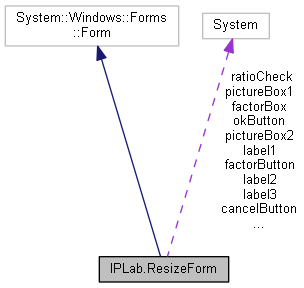 System::Windows::Forms
::Form
System
ratioCheck
pictureBox1
factorBox
okButton
pictureBox2
label1
factorButton
label2
label3
cancelButton
...
IPLab.ResizeForm